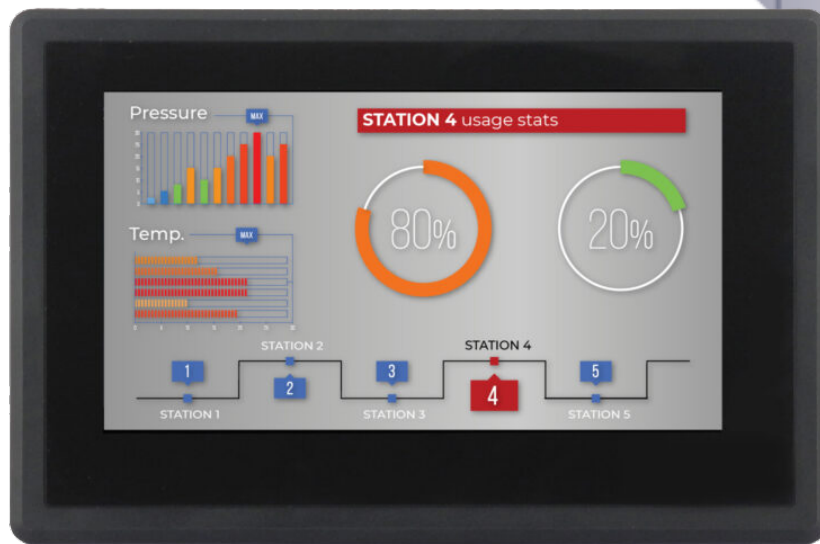 Pressure
MAX
STATION 4 usage stats
80%
20%
Temp.
MAX
STATION 2
STATION 4
1
3
5
2
4
STATION 1
STATION 3
STATION 5